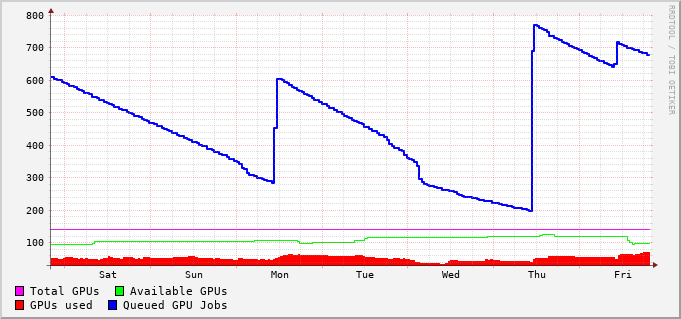 800
700
600
500
400
300
200
100
Sat Sun Mon Tue Wed Thu Fri
Total GPUs Available GPUs
GPUs used Queued GPU Jobs
RRDTOOL / TOBI OETIKER